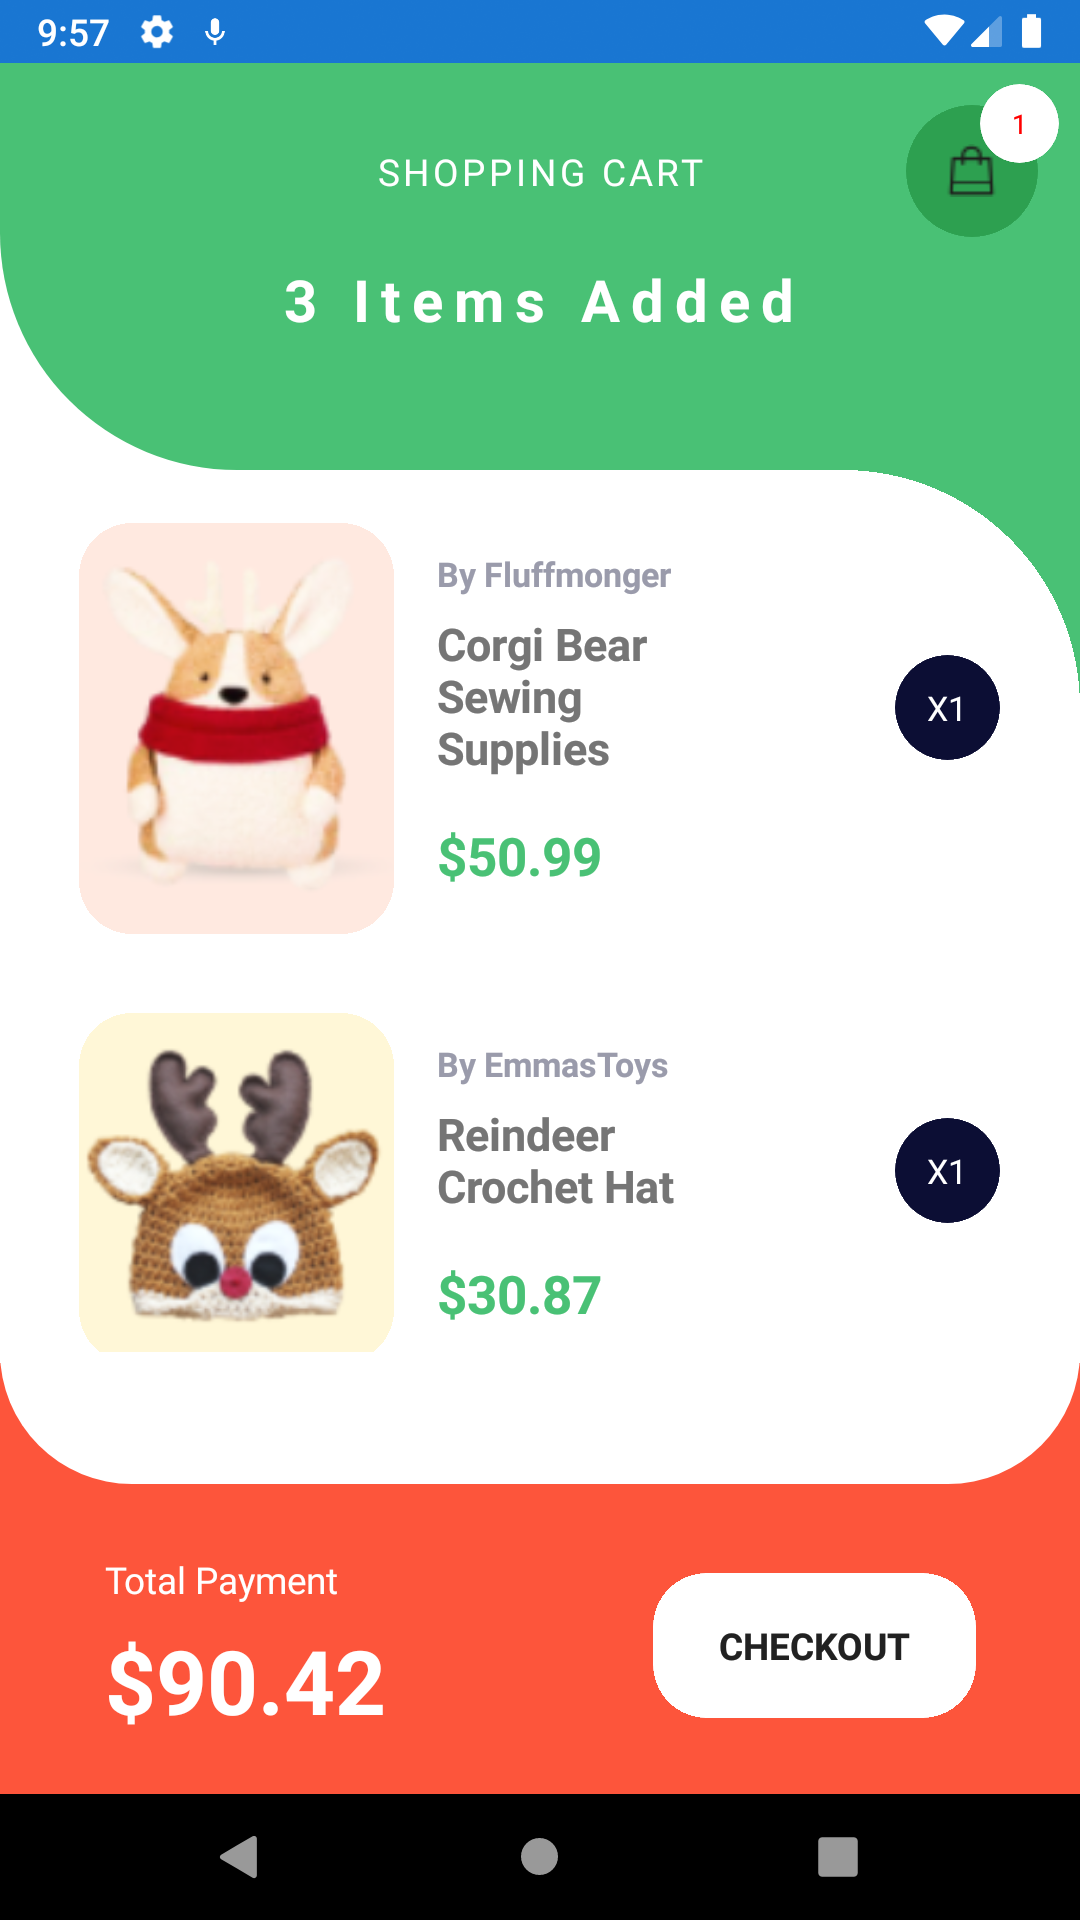 9:57
1
SHOPPING CART
3 Items Added
By Fluffmonger
Corgi Bear
Sewing
Supplies
X1
$50.99
By EmmasToys
Reindeer
Crochet Hat
X1
$30.87
Total Payment
$90.42
CHECKOUT